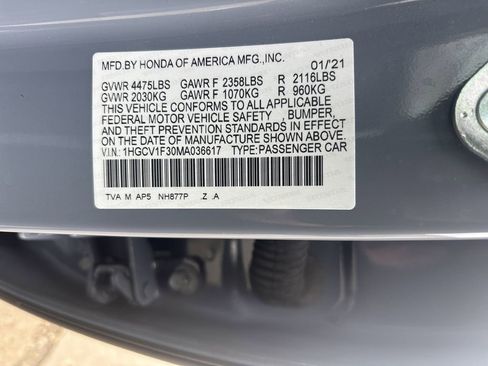 MFD.BY HONDA OF AMERICA MFG.,INC. 01/21
GVWR 4475LBS GAWR F 2358LBS R 2116LBS
GVWR 2030KG GAWR F 1070KG R 960KG
THIS VEHICLE CONFORMS TO ALL APPLICABLE
FEDERAL MOTOR VEHICLE SAFETY , BUMPER,
AND THEFT PREVENTION STANDARDS IN EFFECT
ON THE DATE OF MANUFACTURE SHOWN ABOVE.
1HGCV1F30MA036617 TYPE:PASSENGER CAR
TVA M AP5 NH877P .Z .A